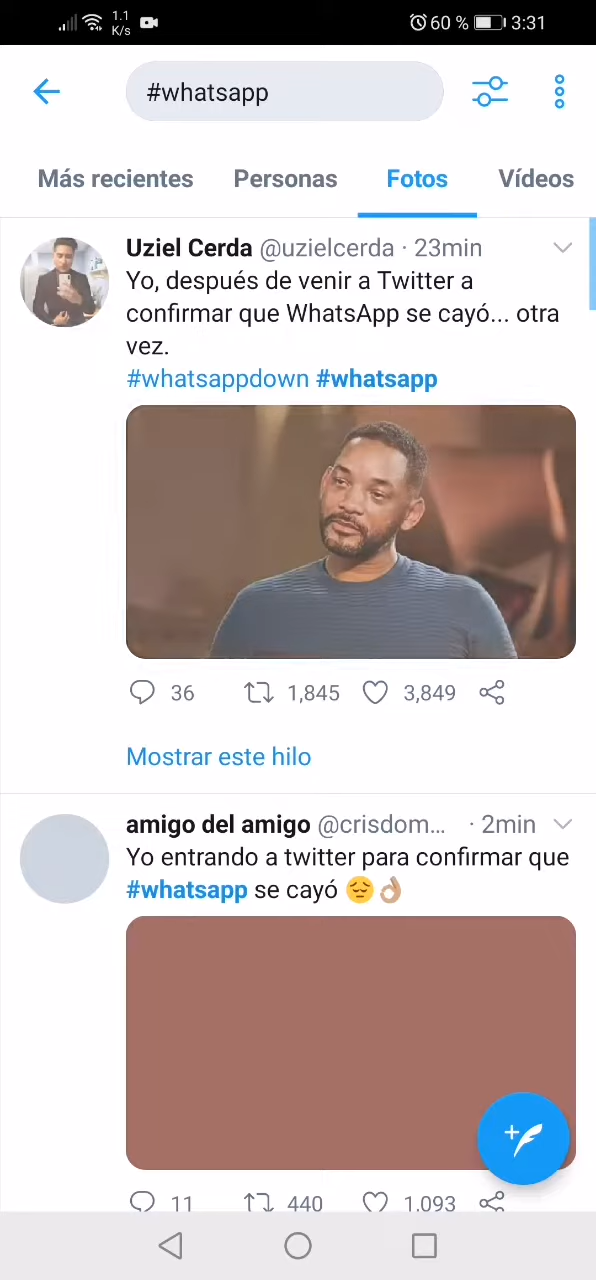 1.1
K/s
60 %
3:31
#whatsapp
Más recientes Personas Fotos Vídeos
Uziel Cerda @uzielcerda · 23min
Yo, después de venir a Twitter a
confirmar que WhatsApp se cayó... otra
vez.
#whatsappdown #whatsapp
36 1,845 3,849
Mostrar este hilo
amigo del amigo @crisdom... · 2min
Yo entrando a twitter para confirmar que
#whatsapp se cayó 😔👌🏽
11 440 1,093